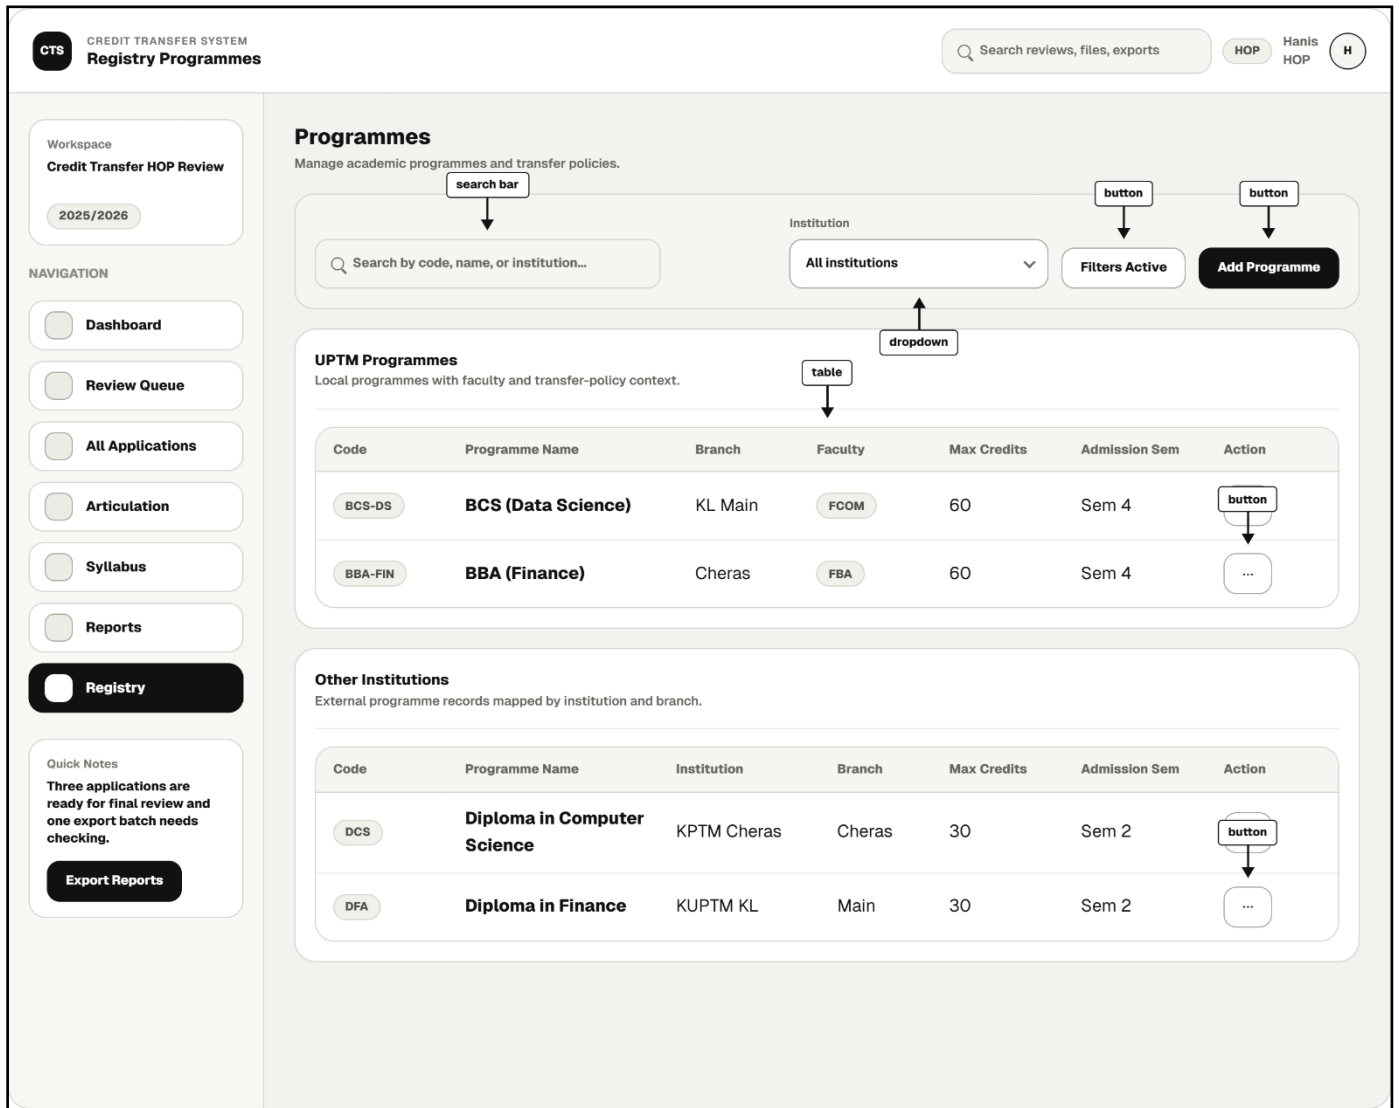 CTS
CREDIT TRANSFER SYSTEM
Registry Programmes
Search reviews, files, exports
HOP
Hanis
HOP
H
Workspace
Credit Transfer HOP Review
2025/2026
NAVIGATION
Dashboard
Review Queue
All Applications
Articulation
Syllabus
Reports
Registry
Quick Notes
Three applications are
ready for final review and
one export batch needs
checking.
Export Reports
Programmes
Manage academic programmes and transfer policies.
search bar
button
button
Institution
Search by code, name, or institution...
All institutions
Filters Active
Add Programme
dropdown
UPTM Programmes
Local programmes with faculty and transfer-policy context.
table
Code Programme Name Branch Faculty Max Credits Admission Sem Action
BCS-DS BCS (Data Science) KL Main FCOM 60 Sem 4
button
BBA-FIN BBA (Finance) Cheras FBA 60 Sem 4 ...
Other Institutions
External programme records mapped by institution and branch.
Code Programme Name Institution Branch Max Credits Admission Sem Action
DCS Diploma in Computer KPTM Cheras Cheras 30 Sem 2
Science
button
DFA Diploma in Finance KUPTM KL Main 30 Sem 2 ...